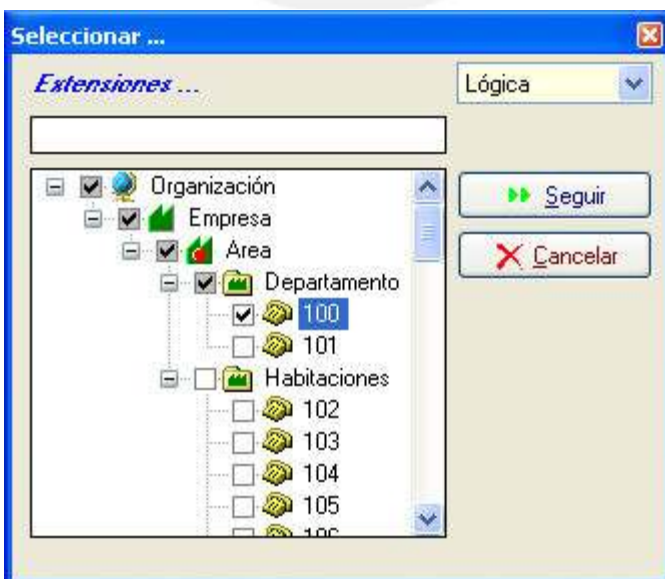 Seleccionar ...
Extensiones ...
Lógica
Organización
Empresa
Area
Departamento
100
101
Habitaciones
102
103
104
105
Seguir
Cancelar